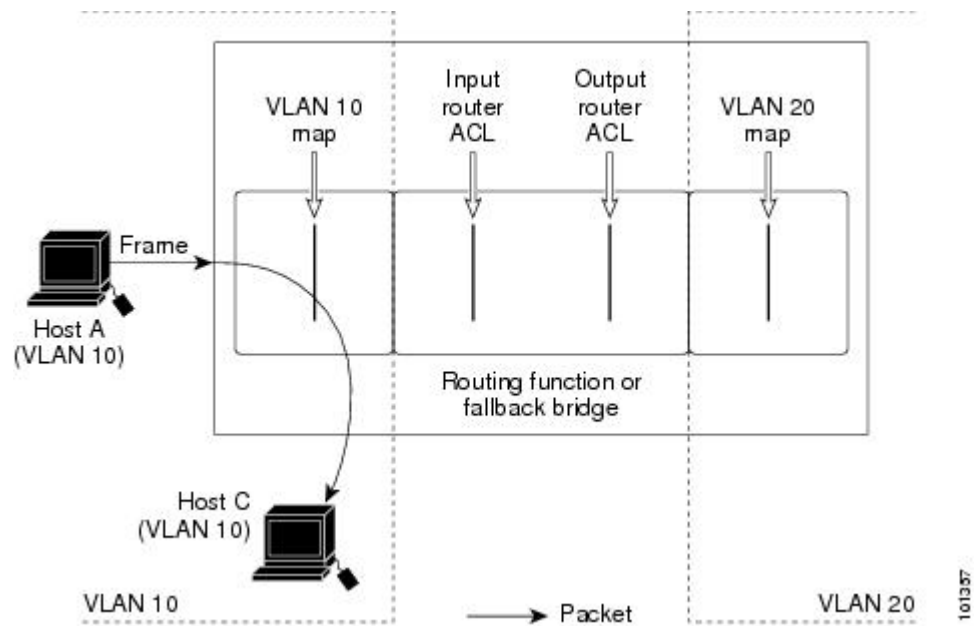 VLAN 10
map
Input
router
ACL
Output
router
ACL
VLAN 20
map
Frame
Host A
(VLAN 10)
Routing function or
fallback bridge
Host C
(VLAN 10)
VLAN 10
Packet
VLAN 20
101357